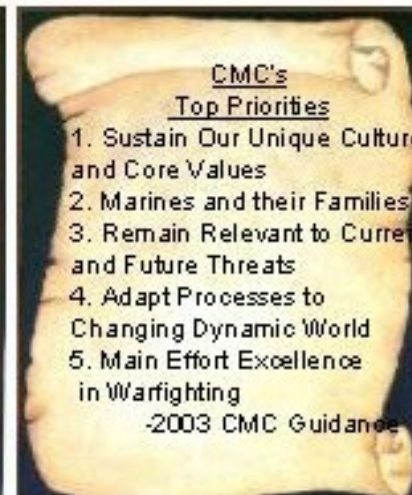 CMC's
Top Priorities
1. Sustain Our Unique Culture
and Core Values
2. Marines and their Families
3. Remain Relevant to Curre
and Future Threats
4. Adapt Processes to
Changing Dynamic World
5. Main Effort Excellence
in Warfighting
-2003 CMC Guidance